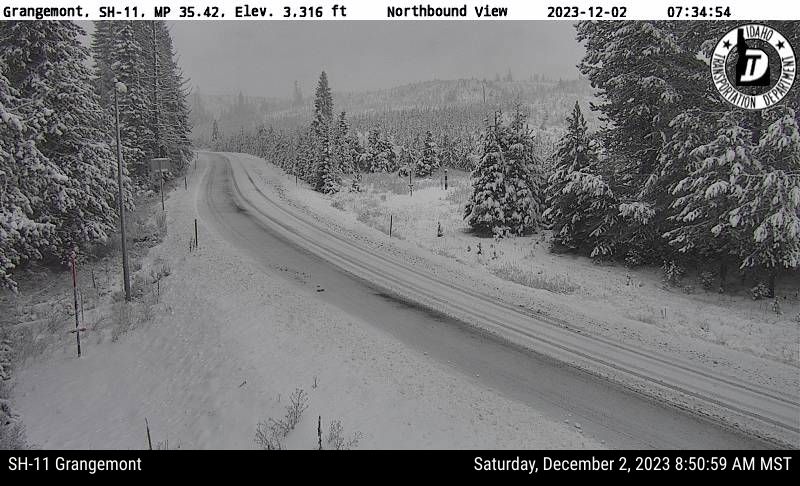 Grangemont, SH-11, MP 35.42, Elev. 3,316 ft Northbound View 2023-12-02 07:34:54
IDAHO
TRANSPORTATION DEPARTMENT
SH-11 Grangemont Saturday, December 2, 2023 8:50:59 AM MST